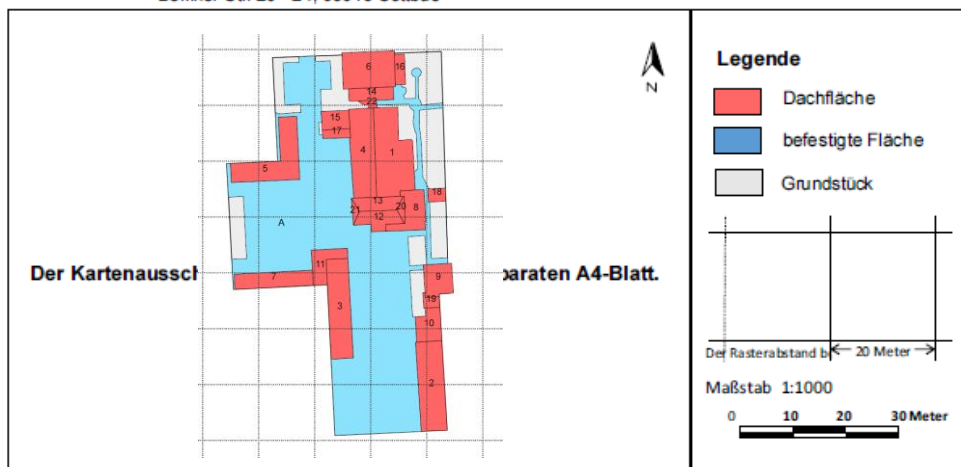 6
16
14
22
15
17
4
1
5
18
13
21
20
8
12
A
11
7
9
3
19
10
2
N
Der Kartenaussch
paraten A4-Blatt.
Legende
Dachfläche
befestigte Fläche
Grundstück
Der Rasterabstand b
20 Meter
Maßstab 1:1000
0 10 20 30 Meter